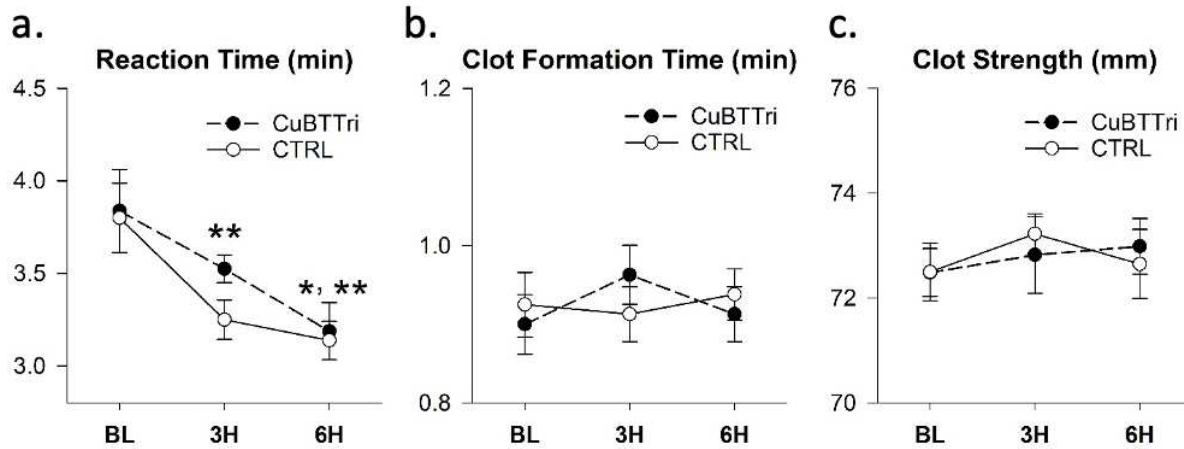 a.
Reaction Time (min)
4.5
4.0
3.5
3.0
CuBTTri
CTRL
**
*, **
BL
3H
6H
b.
Clot Formation Time (min)
1.2
1.0
0.8
CuBTTri
CTRL
BL
3H
6H
c.
Clot Strength (mm)
76
74
72
70
CuBTTri
CTRL
BL
3H
6H